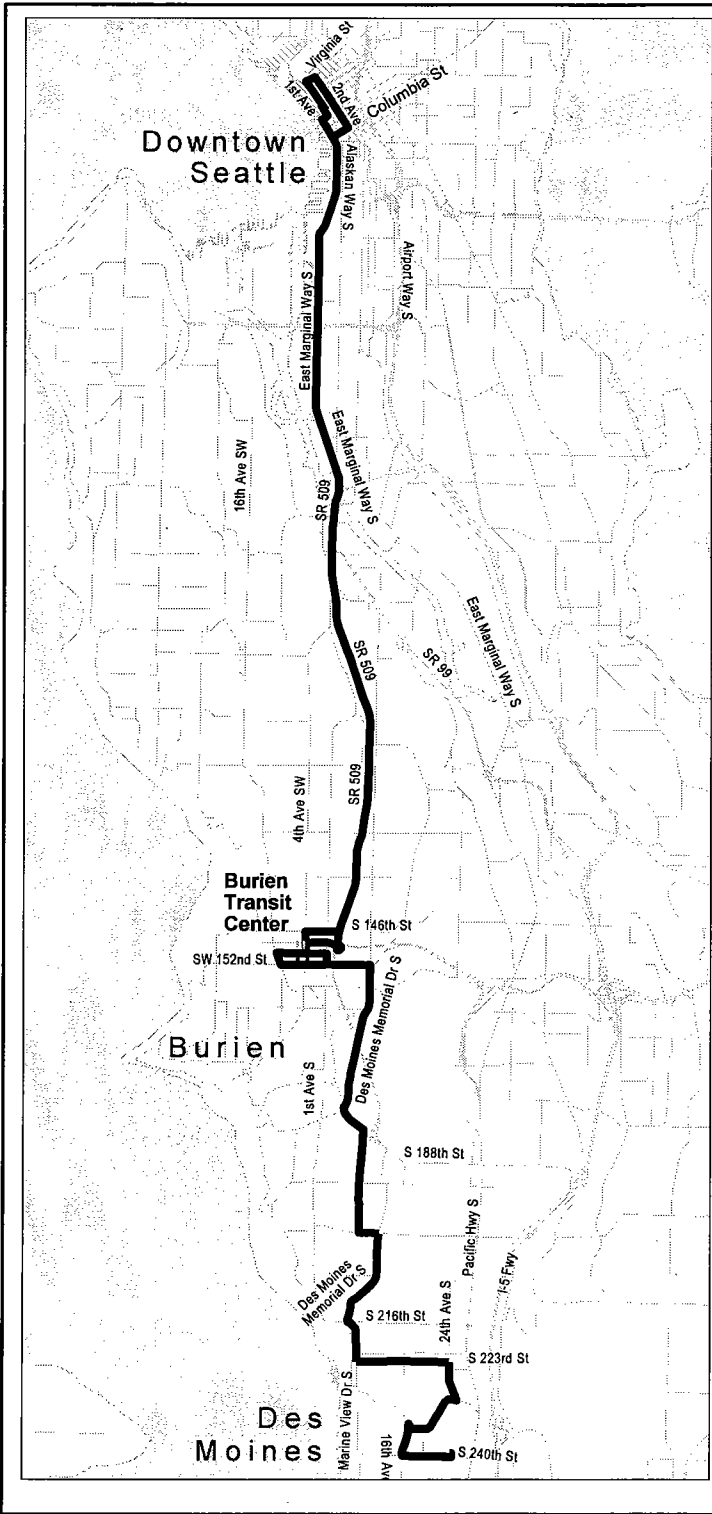 Virginia St
1st Ave
2nd Ave
Columbia St
Downtown
Seattle
Alaskan Way S
Airport Way S
East Marginal Way S
East Marginal Way S
16th Ave SW
SR 509
East Marginal Way S
SR 509
SR 99
SR 509
4th Ave SW
Burien
Transit
Center
S 146th St
SW 152nd St
Des Moines Memorial Dr S
Burien
1st Ave S
S 188th St
Pacific Hwy S
I-5 Fwy
Des Moines
Memorial Dr S
24th Ave S
S 216th St
S 223rd St
Marine View Dr S
Des
Moines
16th Av
S 240th St